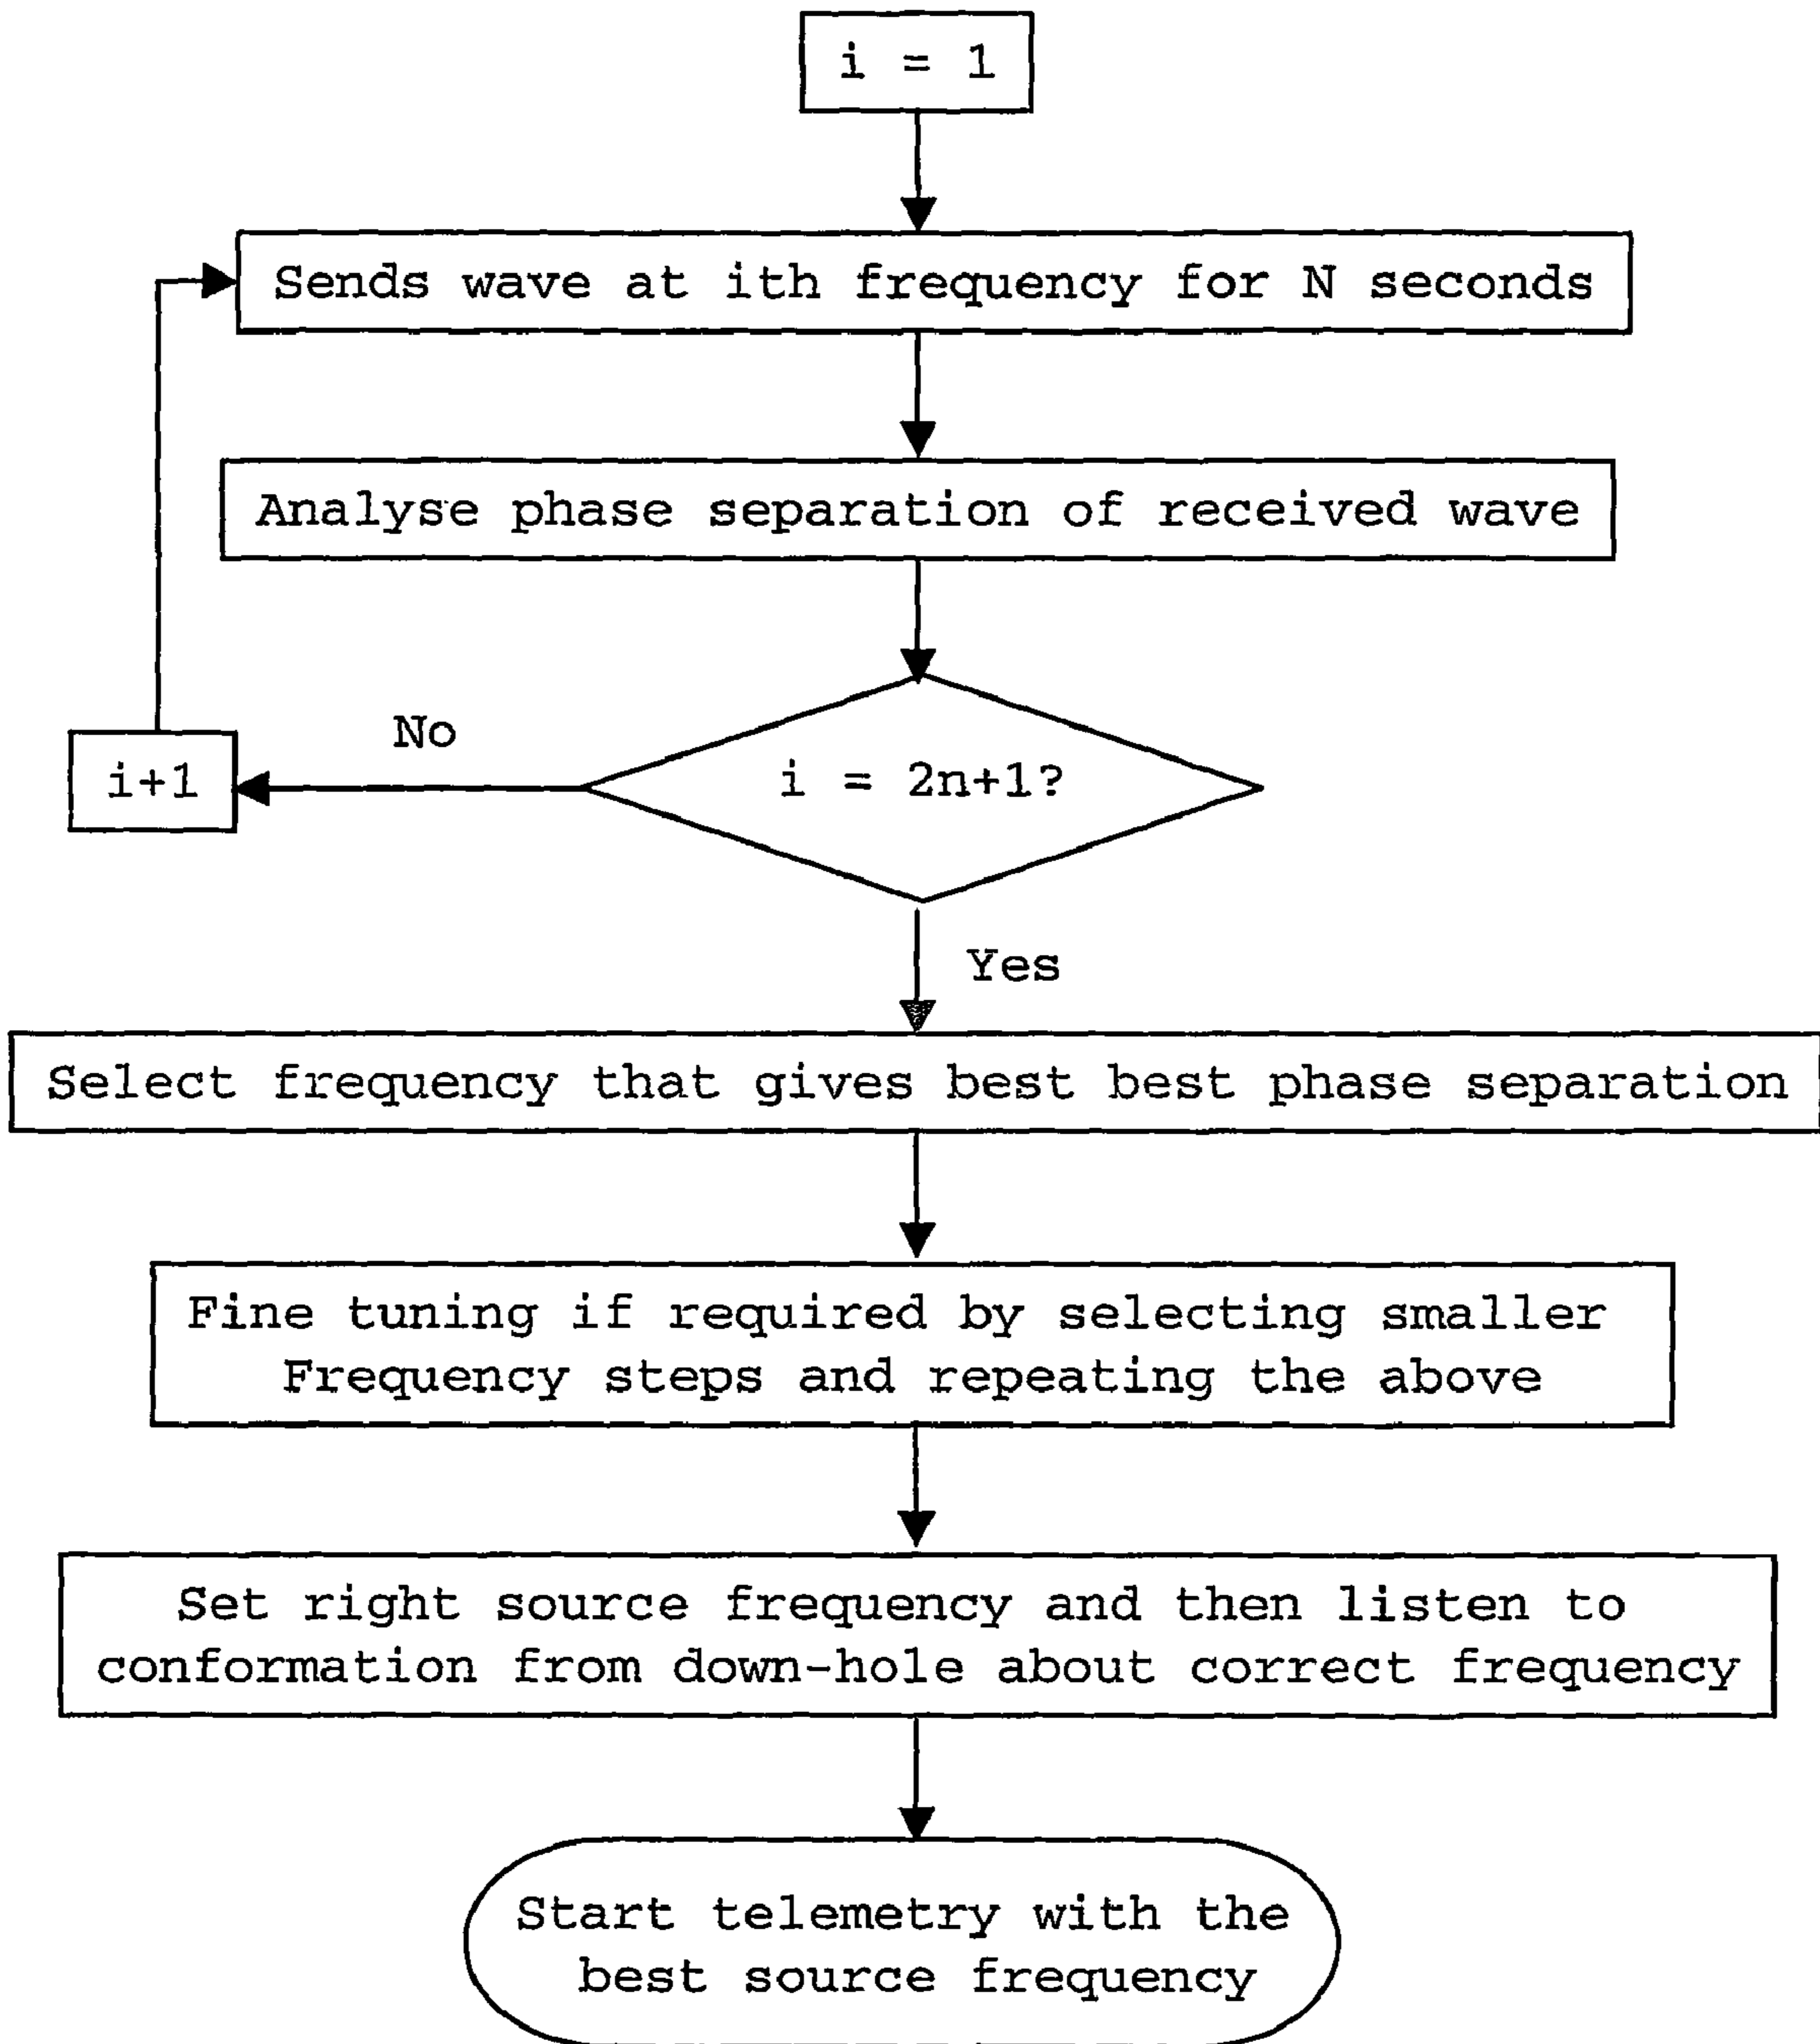 i = 1
Sends wave at ith frequency for N seconds
Analyse phase separation of received wave
No
i+1
i = 2n+1?
Yes
Select frequency that gives best best phase separation
Fine tuning if required by selecting smaller
Frequency steps and repeating the above
Set right source frequency and then listen to
conformation from down-hole about correct frequency
Start telemetry with the
best source frequency